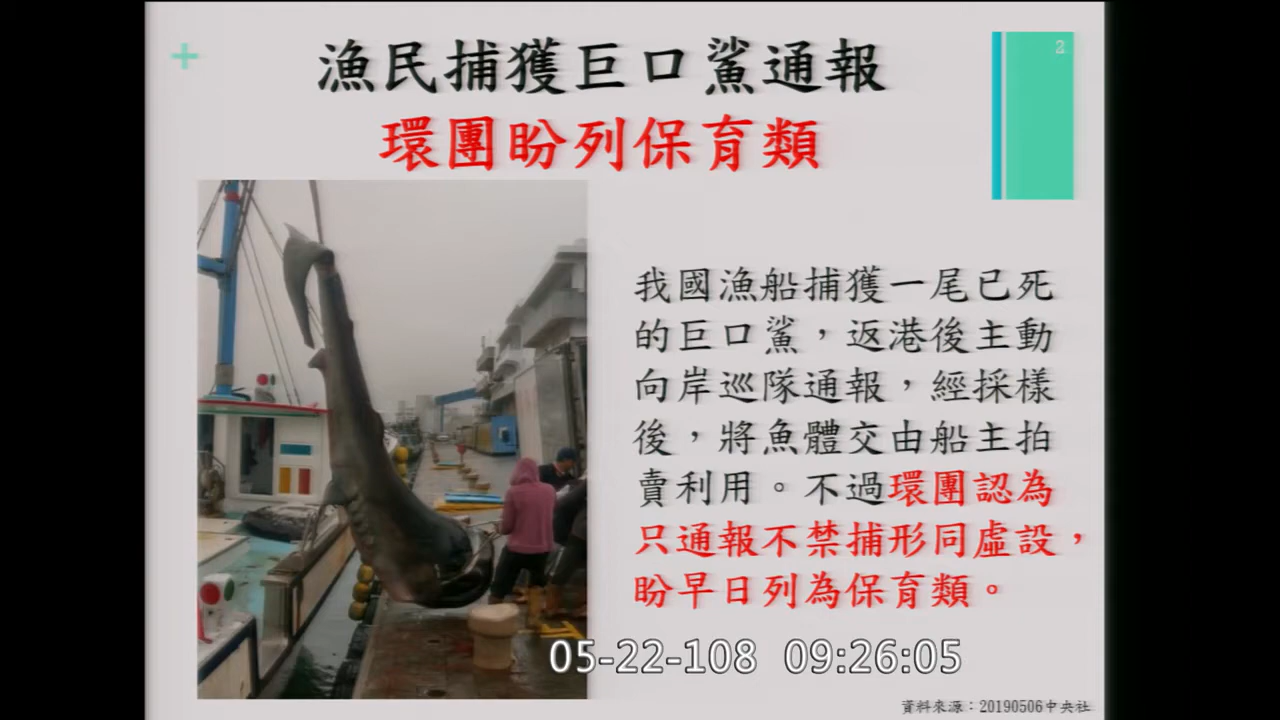 2
漁民捕獲巨口鯊通報
環團盼列保育類
我國漁船捕獲一尾已死
的巨口鯊，返港後主動
向岸巡隊通報，經採樣
後，將魚體交由船主拍
賣利用。不過環團認為
只通報不禁捕形同虛設，
盼早日列為保育類。
05-22-108 09:26:05
資料來源：20190506中央社